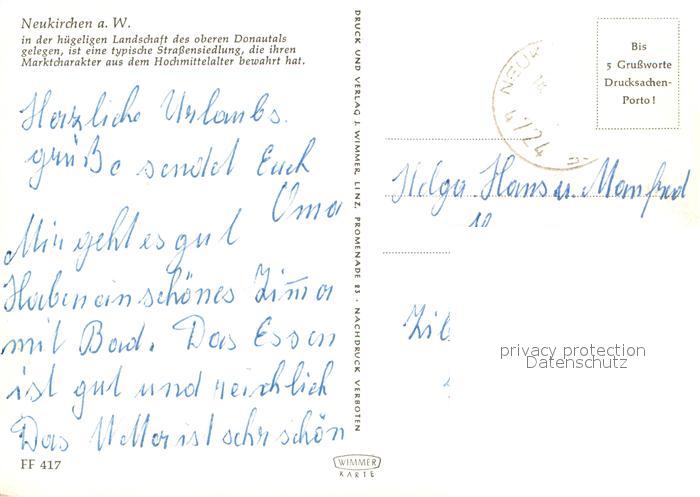 Neukirchen a. W.
in der hügeligen Landschaft des oberen Donautals
gelegen, ist eine typische Straßensiedlung, die ihren
Marktcharakter aus dem Hochmittelalter bewahrt hat.
Herzliche Urlaubs.
grüße sendet Euch
Oma
Mir geht es gut
Haben ein schönes Zim̅er
mit Bad. Das Essen
ist gut und reichlich
Das Wetter ist sehr schön
FF 417
DRUCK UND VERLAG J. WIMMER, LINZ, PROMENADE 23 · NACHDRUCK VERBOTEN
WIMMER
KARTE
4724
Bis
5 Grußworte
Drucksachen-
Porto!
Helga Hans u. Manfred
privacy protection
Datenschutz